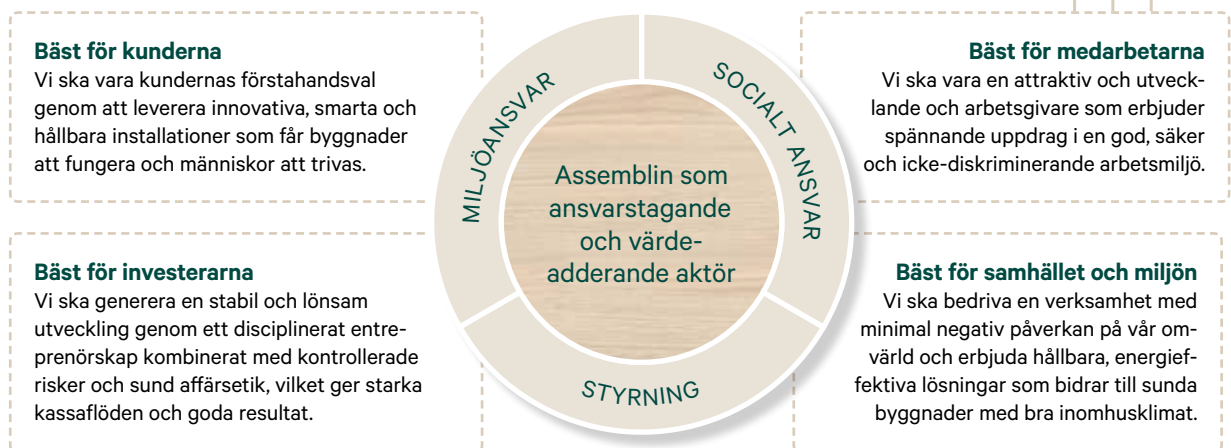 Bäst för kunderna
Vi ska vara kundernas förstahandsval
genom att leverera innovativa, smarta och
hållbara installationer som får byggnader
att fungera och människor att trivas.
Bäst för investerarna
Vi ska generera en stabil och lönsam
utveckling genom ett disciplinerat entre-
prenörskap kombinerat med kontrollerade
risker och sund affärsetik, vilket ger starka
kassaflöden och goda resultat.
MILJÖANSVAR
SOCIALT ANSVAR
STYRNING
Assemblin som
ansvarstagande
och värde-
adderande aktör
Bäst för medarbetarna
Vi ska vara en attraktiv och utveck-
lande och arbetsgivare som erbjuder
spännande uppdrag i en god, säker
och icke-diskriminerande arbetsmiljö.
Bäst för samhället och miljön
Vi ska bedriva en verksamhet med
minimal negativ påverkan på vår om-
värld och erbjuda hållbara, energief-
fektiva lösningar som bidrar till sunda
byggnader med bra inomhusklimat.